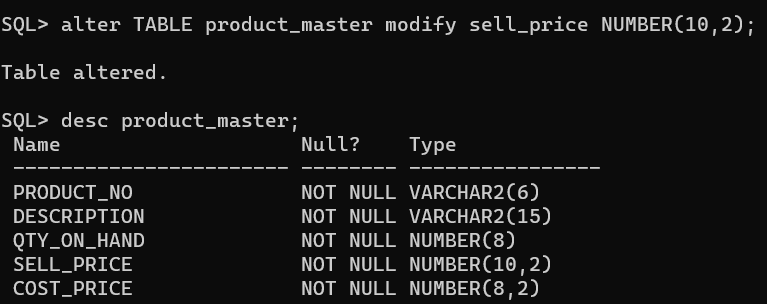 SQL> alter TABLE product_master modify sell_price NUMBER(10,2);
Table altered.
SQL> desc product_master;
Name Null? Type
----------------------- -------- ----------------
PRODUCT_NO NOT NULL VARCHAR2(6)
DESCRIPTION NOT NULL VARCHAR2(15)
QTY_ON_HAND NOT NULL NUMBER(8)
SELL_PRICE NOT NULL NUMBER(10,2)
COST_PRICE NOT NULL NUMBER(8,2)